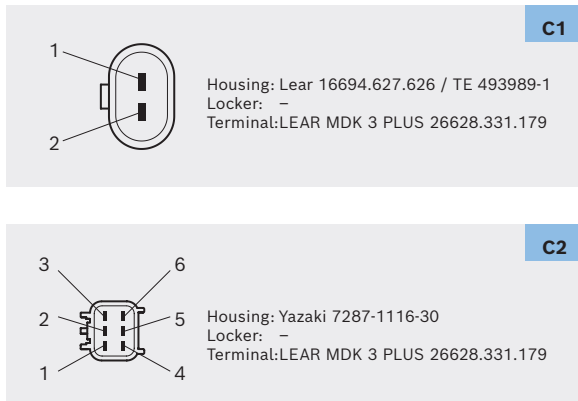 C1
1
2
Housing: Lear 16694.627.626 / TE 493989-1
Locker: –
Terminal:LEAR MDK 3 PLUS 26628.331.179
C2
3 6
2 5
1 4
Housing: Yazaki 7287-1116-30
Locker: –
Terminal:LEAR MDK 3 PLUS 26628.331.179